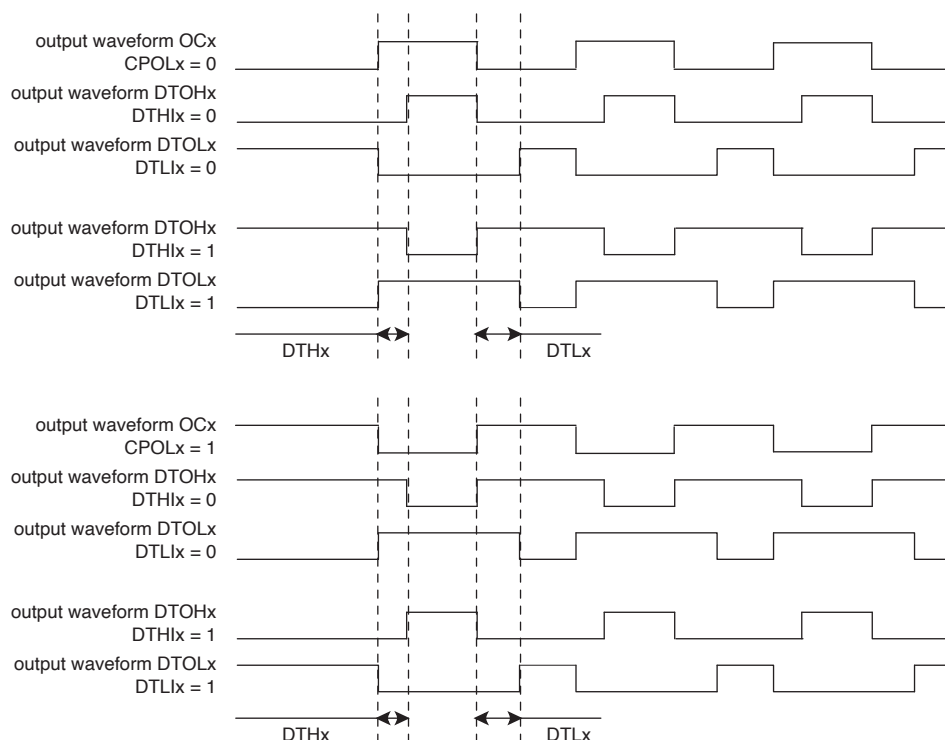 output waveform OCx
CPOLx = 0
output waveform DTOHx
DTHIx = 0
output waveform DTOLx
DTLIx = 0
output waveform DTOHx
DTHIx = 1
output waveform DTOLx
DTLIx = 1
DTHx
DTLx
output waveform OCx
CPOLx = 1
output waveform DTOHx
DTHIx = 0
output waveform DTOLx
DTLIx = 0
output waveform DTOHx
DTHIx = 1
output waveform DTOLx
DTLIx = 1
DTHx
DTLx